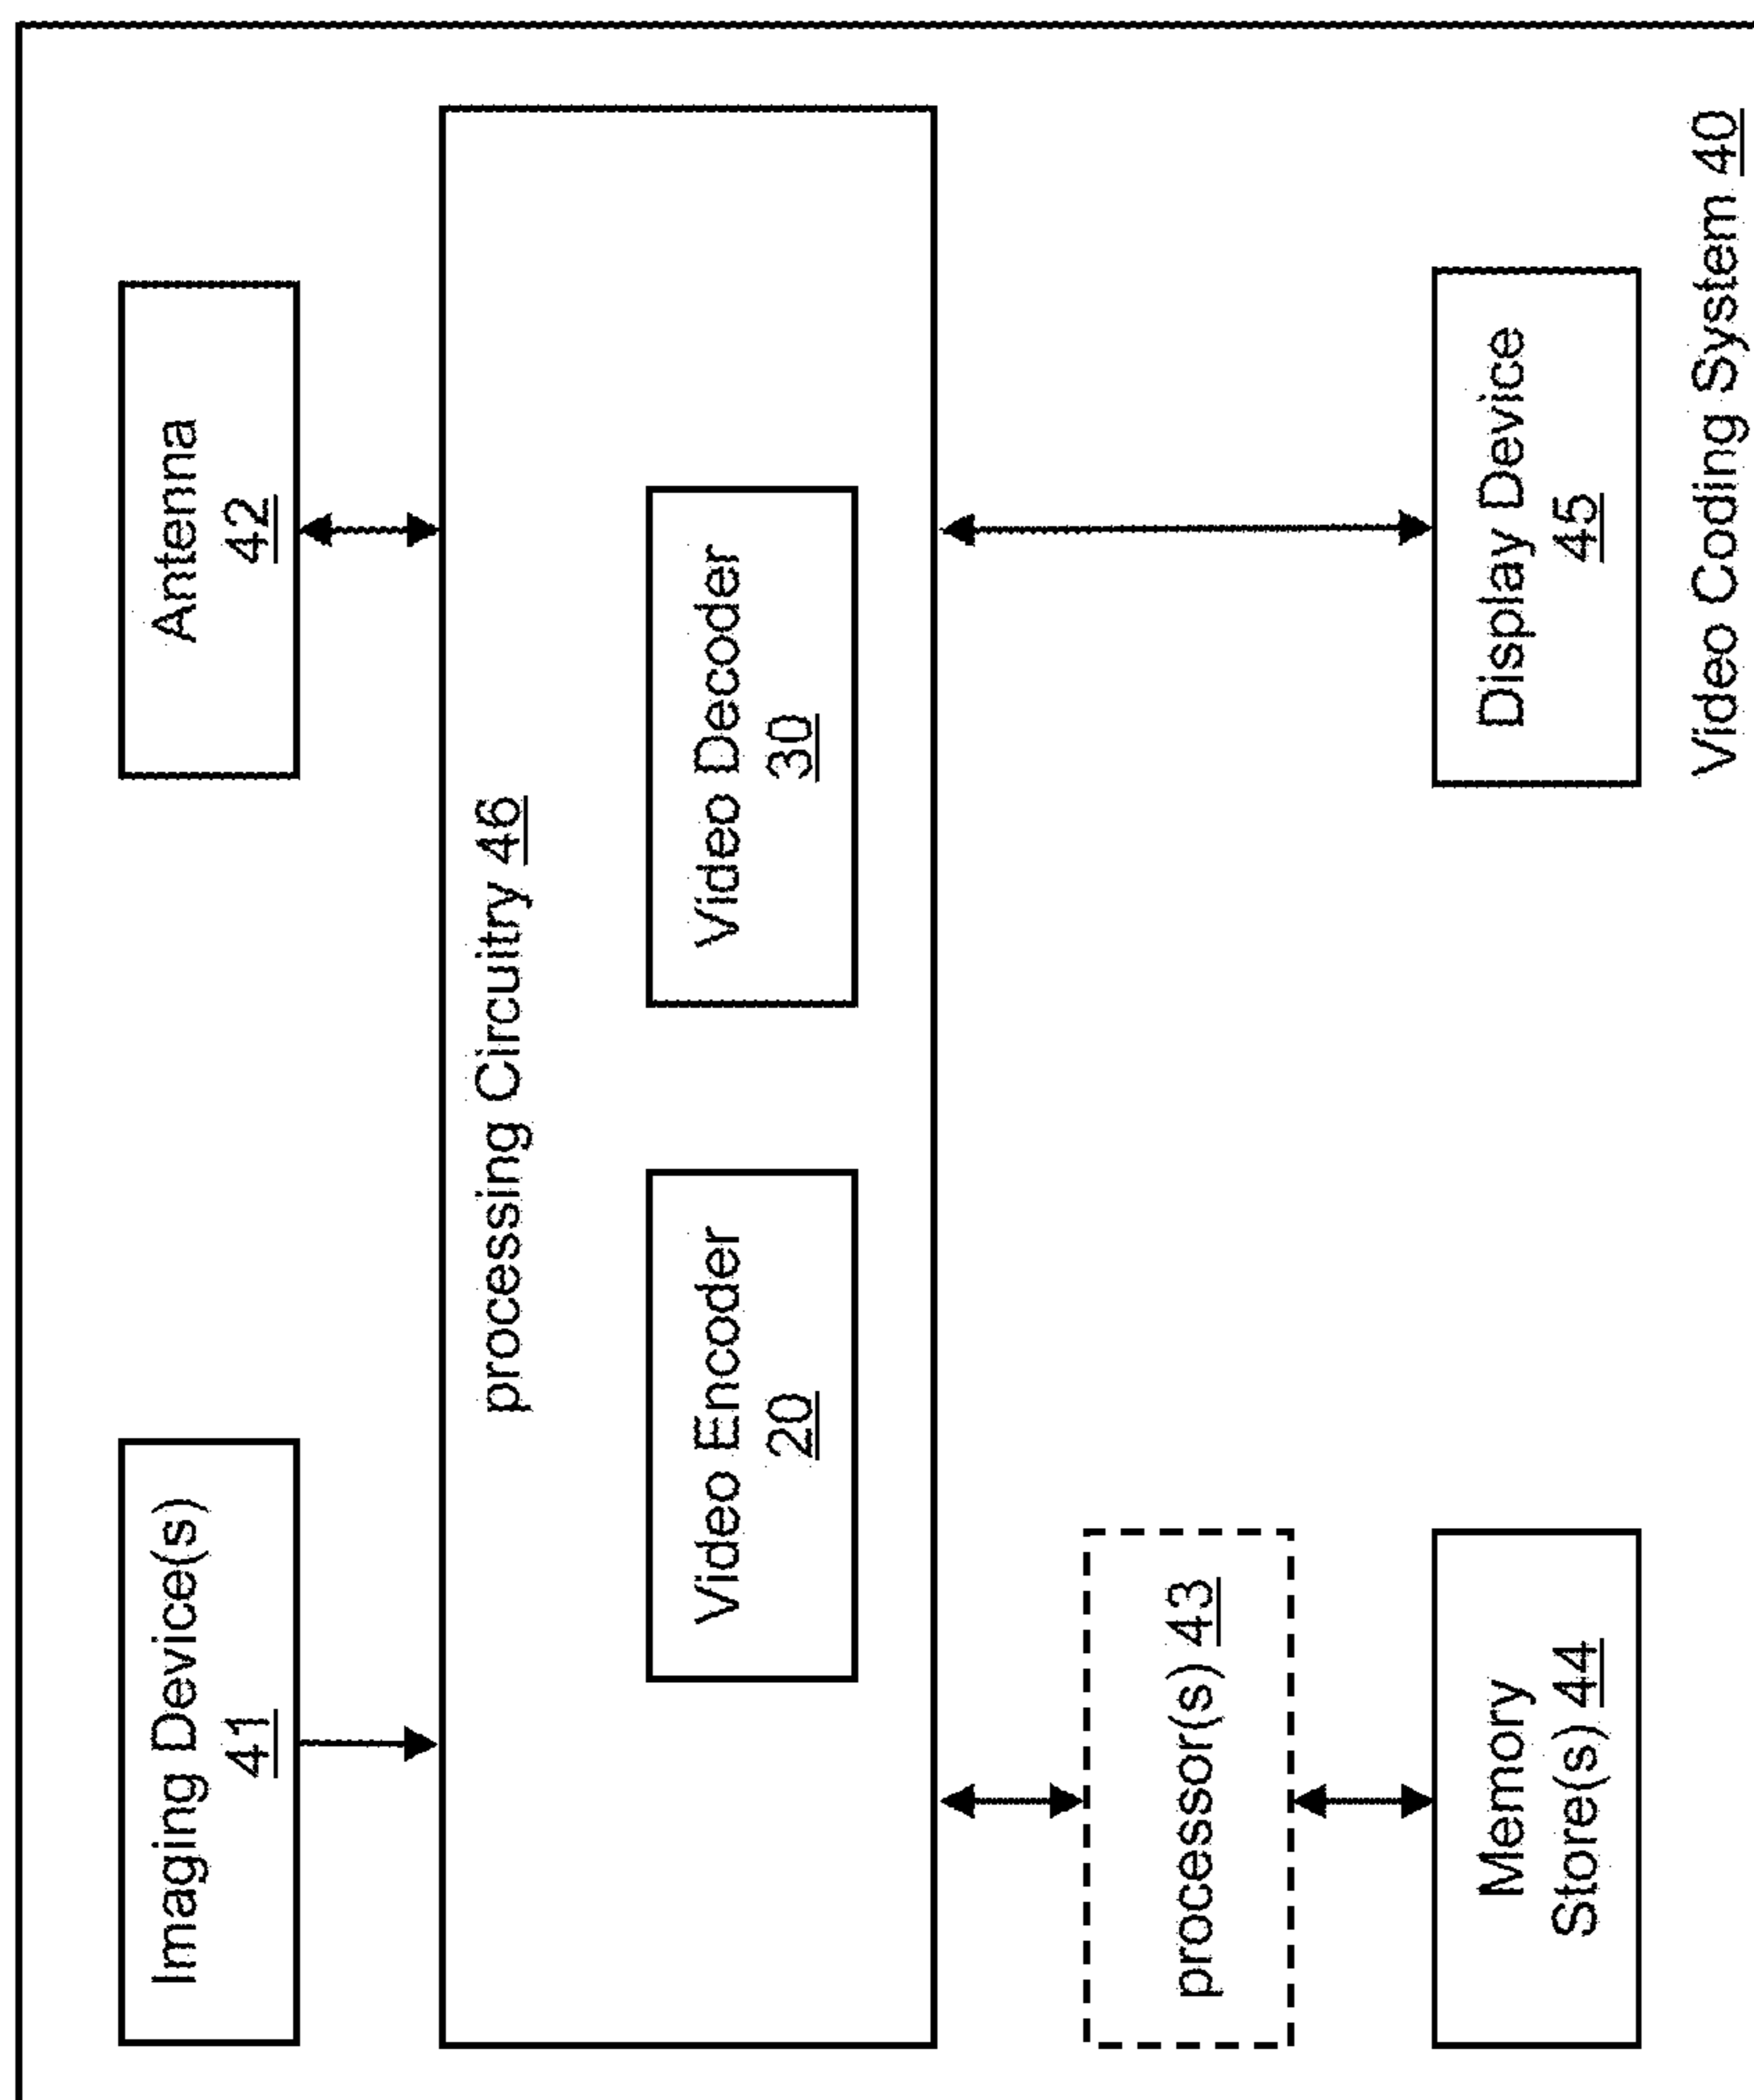 Imaging Device(s)
41
Antenna
42
processing Circuitry 46
Video Encoder
20
Video Decoder
30
processor(s) 43
Memory
Store(s) 44
Display Device
45
Video Coding System 40